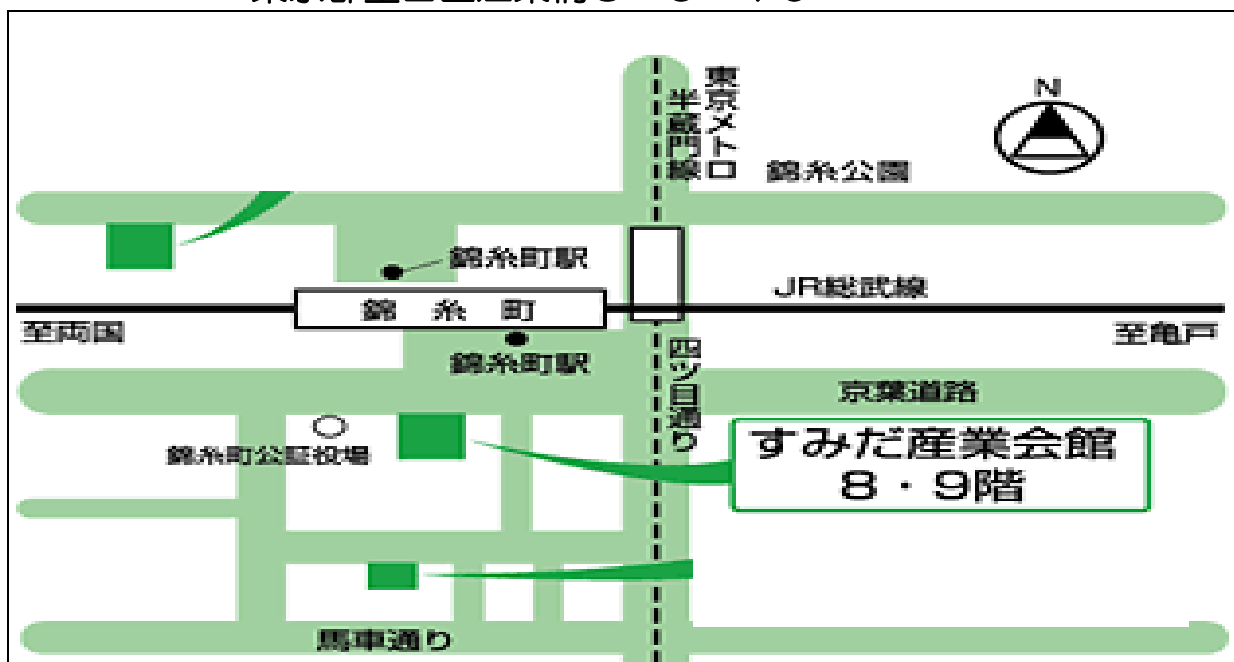 東京メトロ
半蔵門線
N
錦糸公園
錦糸町駅
JR総武線
錦 糸 町
至両国
至亀戸
錦糸町駅
四ツ目通り
京葉道路
すみだ産業会館
8・9階
錦糸町公証役場
馬車通り